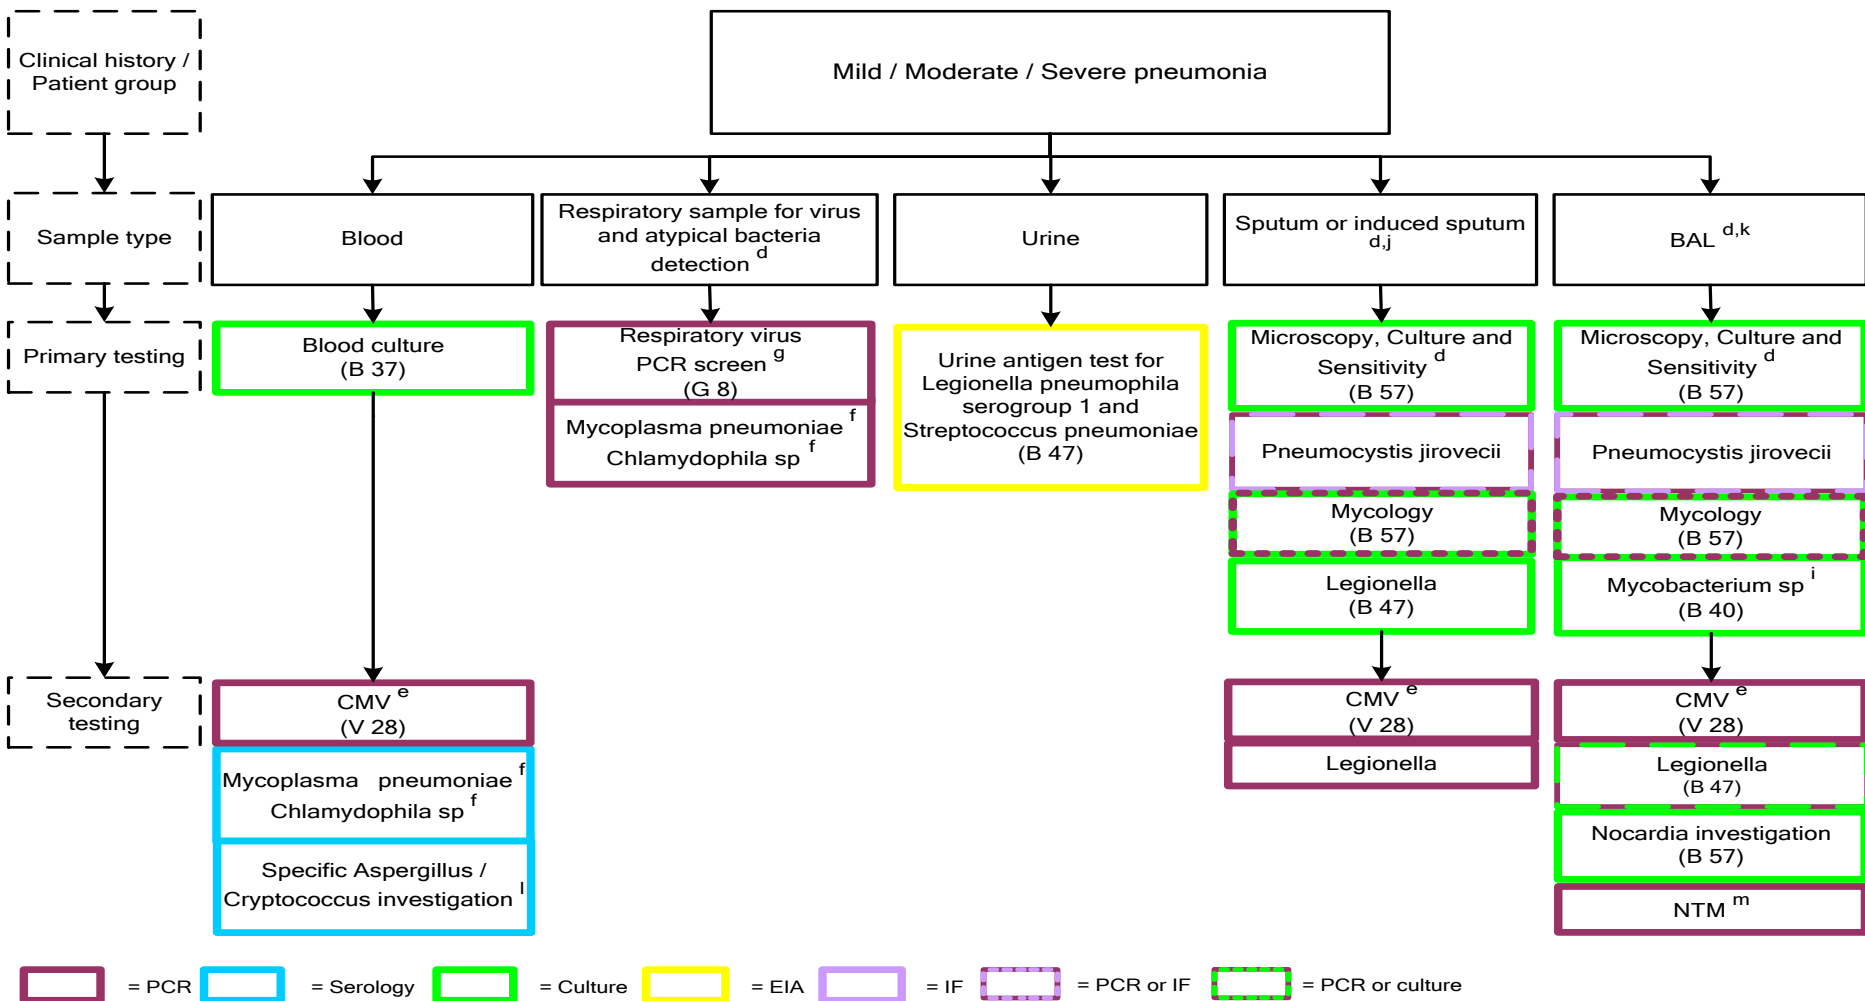 Clinical history /
Patient group
Mild / Moderate / Severe pneumonia
Sample type
Blood
Respiratory sample for virus
and atypical bacteria
detection d
Urine
Sputum or induced sputum
d,j
BAL d,k
Primary testing
Blood culture
(B 37)
Respiratory virus
PCR screen g
(G 8)
Mycoplasma pneumoniae f
Chlamydophila sp f
Urine antigen test for
Legionella pneumophila
serogroup 1 and
Streptococcus pneumoniae
(B 47)
Microscopy, Culture and
Sensitivity d
(B 57)
Pneumocystis jirovecii
Mycology
(B 57)
Legionella
(B 47)
Microscopy, Culture and
Sensitivity d
(B 57)
Pneumocystis jirovecii
Mycology
(B 57)
Mycobacterium sp i
(B 40)
Secondary
testing
CMV e
(V 28)
Mycoplasma pneumoniae f
Chlamydophila sp f
Specific Aspergillus /
Cryptococcus investigation l
CMV e
(V 28)
Legionella
CMV e
(V 28)
Legionella
(B 47)
Nocardia investigation
(B 57)
NTM m
= PCR
= Serology
= Culture
= EIA
= IF
= PCR or IF
= PCR or culture